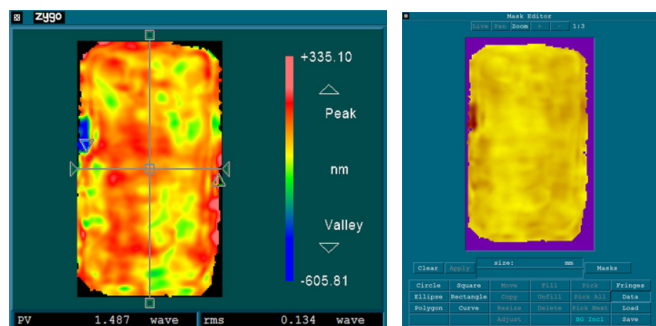 zygo
+335.10
Peak
nm
Valley
-605.81
PV 1.487 wave rms 0.134 wave
Mask Editor
Live Pan Zoom + - 1:3
size: mm
Clear Apply Masks
Circle Square Move Fill Pick Fringes
Ellipse Rectangle Copy Unfill Pick All Data
Polygon Curve Resize Delete Pick Next Load
Adjust BG Incl Save